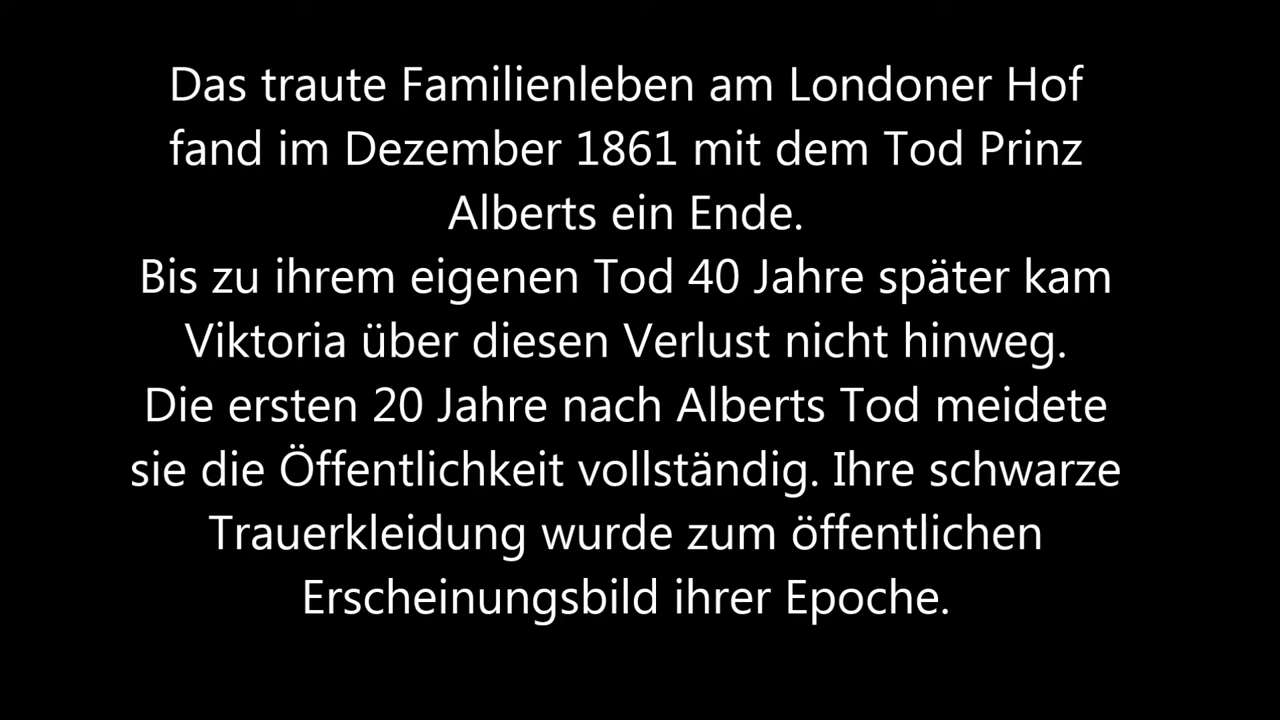 Das traute Familienleben am Londoner Hof
fand im Dezember 1861 mit dem Tod Prinz
Alberts ein Ende.
Bis zu ihrem eigenen Tod 40 Jahre später kam
Viktoria über diesen Verlust nicht hinweg.
Die ersten 20 Jahre nach Alberts Tod meidete
sie die Öffentlichkeit vollständig. Ihre schwarze
Trauerkleidung wurde zum öffentlichen
Erscheinungsbild ihrer Epoche.